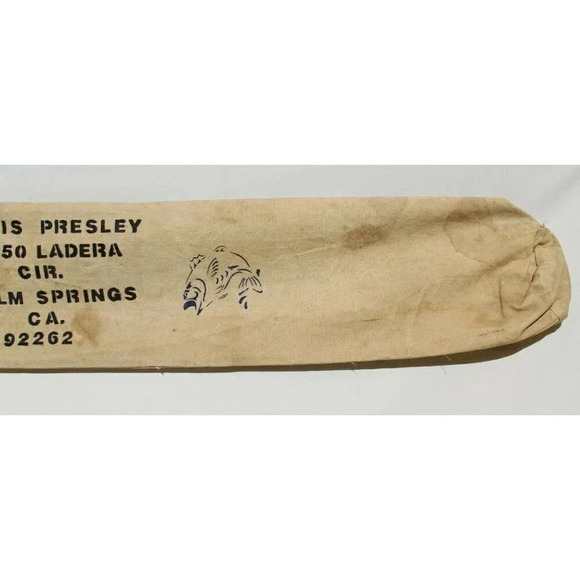 IS PRESLEY
50 LADERA
CIR.
LM SPRINGS
CA.
92262